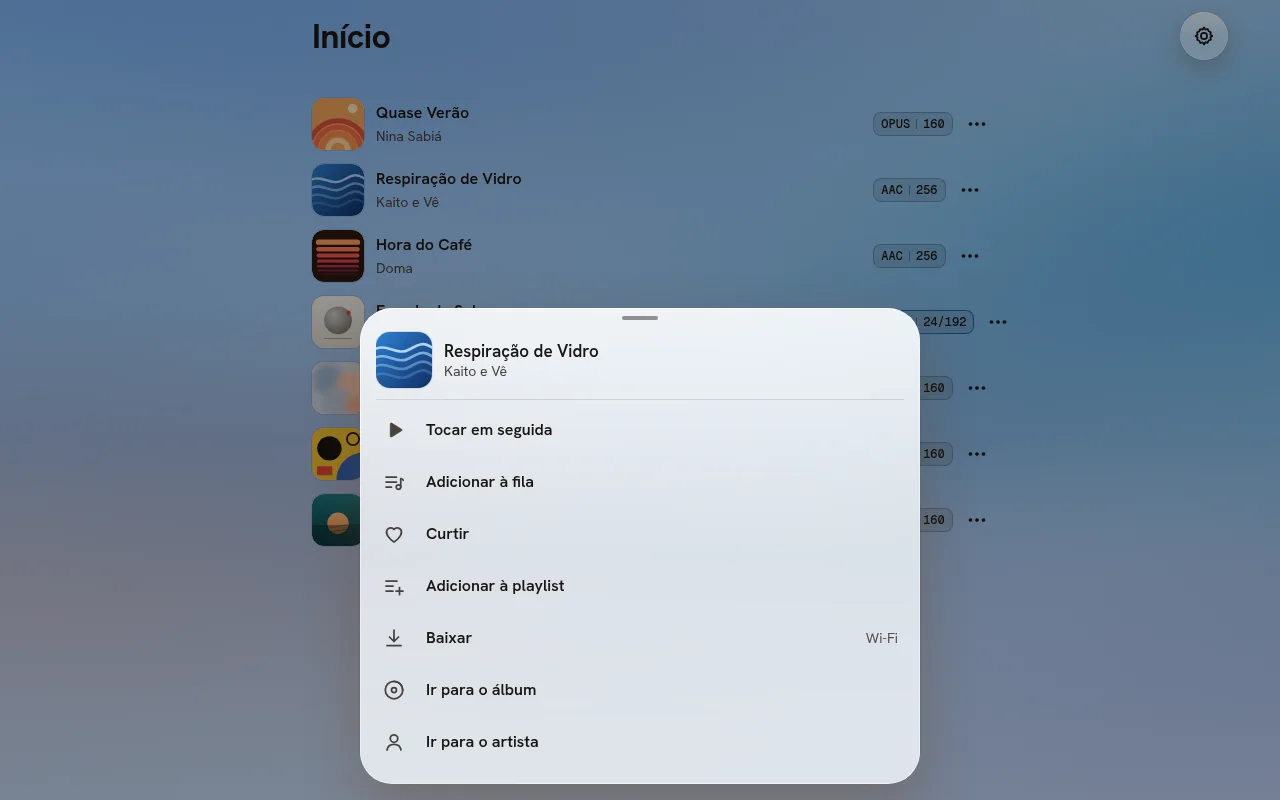 Início
Quase Verão
Nina Sabiá
OPUS | 160
Respiração de Vidro
Kaito e Vê
AAC | 256
Hora do Café
Doma
AAC | 256
24/192
160
160
160
Respiração de Vidro
Kaito e Vê
Tocar em seguida
Adicionar à fila
Curtir
Adicionar à playlist
Baixar
Wi-Fi
Ir para o álbum
Ir para o artista